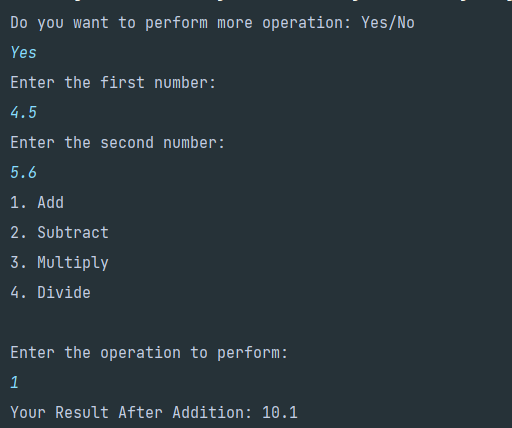 Do you want to perform more operation: Yes/No
Yes
Enter the first number:
4.5
Enter the second number:
5.6
1. Add
2. Subtract
3. Multiply
4. Divide
Enter the operation to perform:
1
Your Result After Addition: 10.1